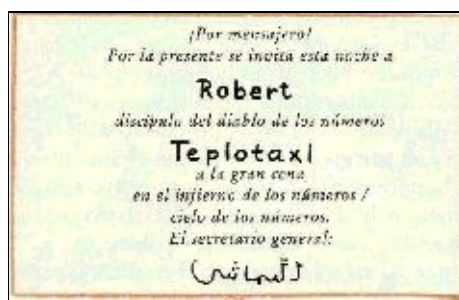 ¡Por mensajero!
Por la presente se invita esta noche a
Robert
discípulo del diablo de los números
Teplotaxl
a la gran cena
en el infierno de los números /
cielo de los números.
El secretario general: